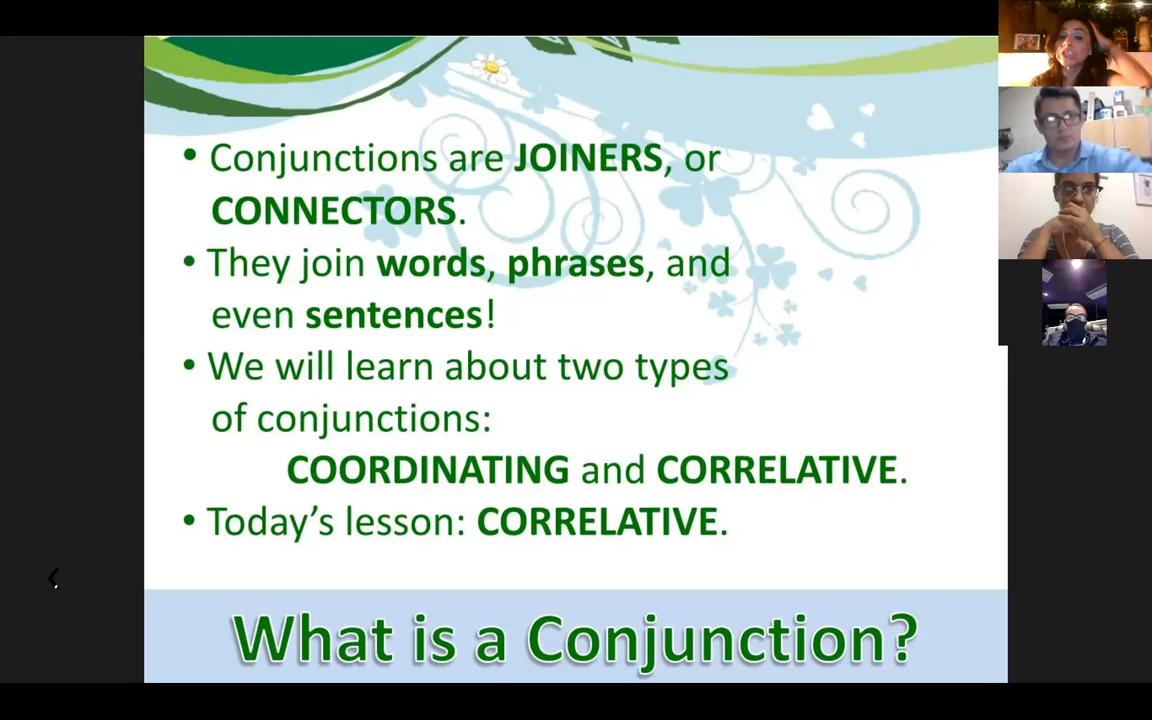 • Conjunctions are JOINERS, or
CONNECTORS.
• They join words, phrases, and
even sentences!
• We will learn about two types
of conjunctions:
COORDINATING and CORRELATIVE.
• Today's lesson: CORRELATIVE.
What is a Conjunction?